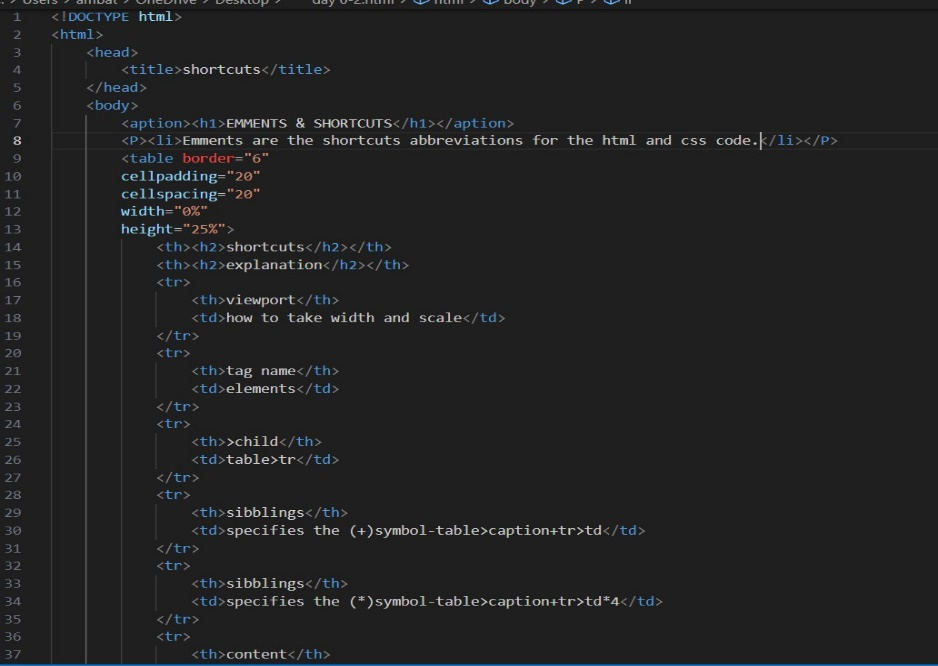 > Users > ambat > OneDrive > Desktop > day 6-2.html > html > body > P > li
1 <!DOCTYPE html>
2 <html>
3 <head>
4 <title>shortcuts</title>
5 </head>
6 <body>
7 <aption><h1>EMMENTS & SHORTCUTS</h1></aption>
8 <P><li>Emments are the shortcuts abbreviations for the html and css code.</li></P>
9 <table border="6"
10 cellpadding="20"
11 cellspacing="20"
12 width="0%"
13 height="25%">
14 <th><h2>shortcuts</h2></th>
15 <th><h2>explanation</h2></th>
16 <tr>
17 <th>viewport</th>
18 <td>how to take width and scale</td>
19 </tr>
20 <tr>
21 <th>tag name</th>
22 <td>elements</td>
23 </tr>
24 <tr>
25 <th>>child</th>
26 <td>table>tr</td>
27 </tr>
28 <tr>
29 <th>sibblings</th>
30 <td>specifies the (+)symbol-table>caption+tr>td</td>
31 </tr>
32 <tr>
33 <th>sibblings</th>
34 <td>specifies the (*)symbol-table>caption+tr>td*4</td>
35 </tr>
36 <tr>
37 <th>content</th>